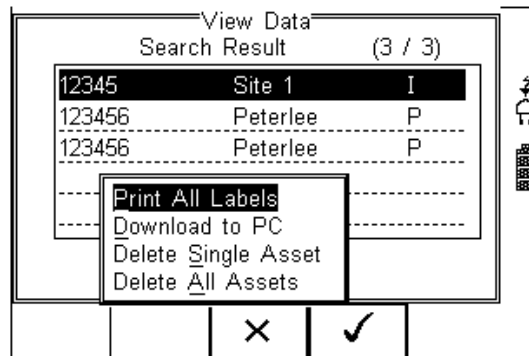 View Data
Search Result (3 / 3)
12345 Site 1 I
123456 Peterlee P
123456 Peterlee P
Print All Labels
Download to PC
Delete Single Asset
Delete All Assets